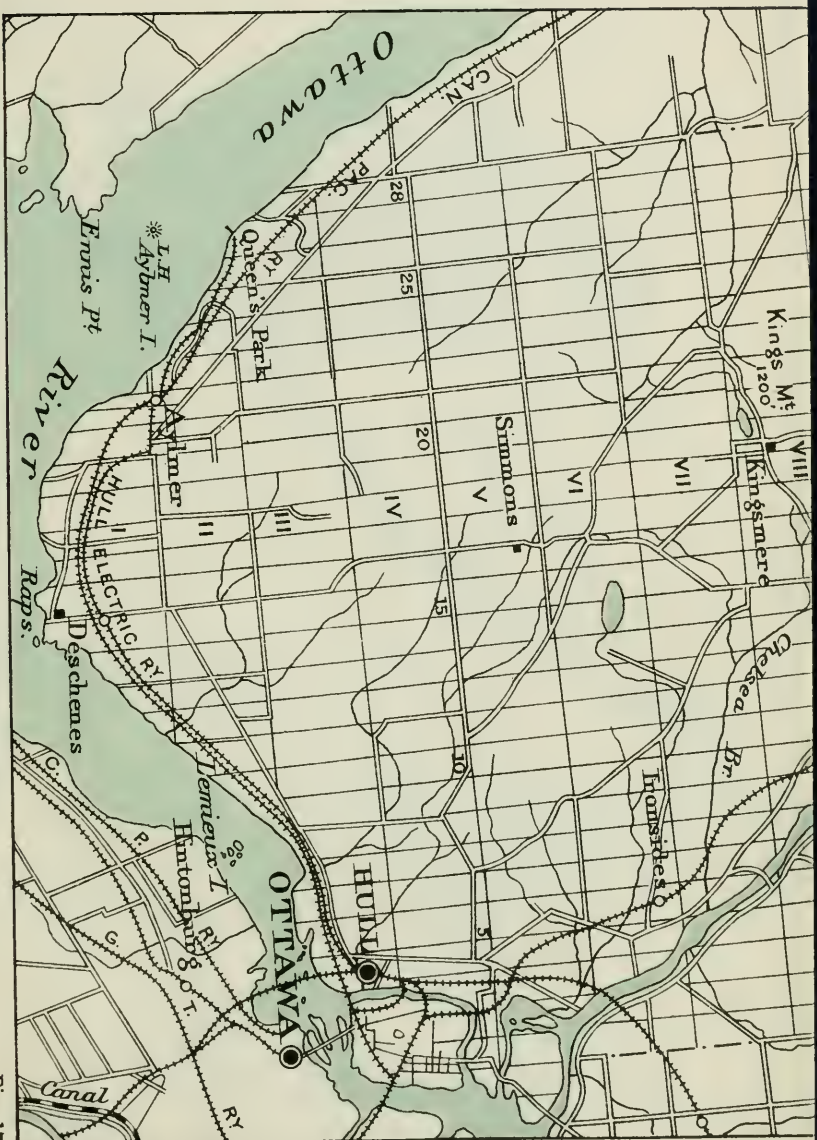 Ottawa
River
CAN.
PAC.
RY
28
25
20
15
10
5
Kings Mt.
1200'
Kingsmere
VIII
VII
VI
V
IV
III
II
I
Simmons
Queen's Park
L.H
Aylmer I.
Ennis Pt.
Aylmer
HULL ELECTRIC RY
Raps.
Deschenes
Chelsea Br.
Ironsides
Lemieux I.
Hintonburg
HULL
OTTAWA
C. P. RY
G. T. RY
O.
Canal